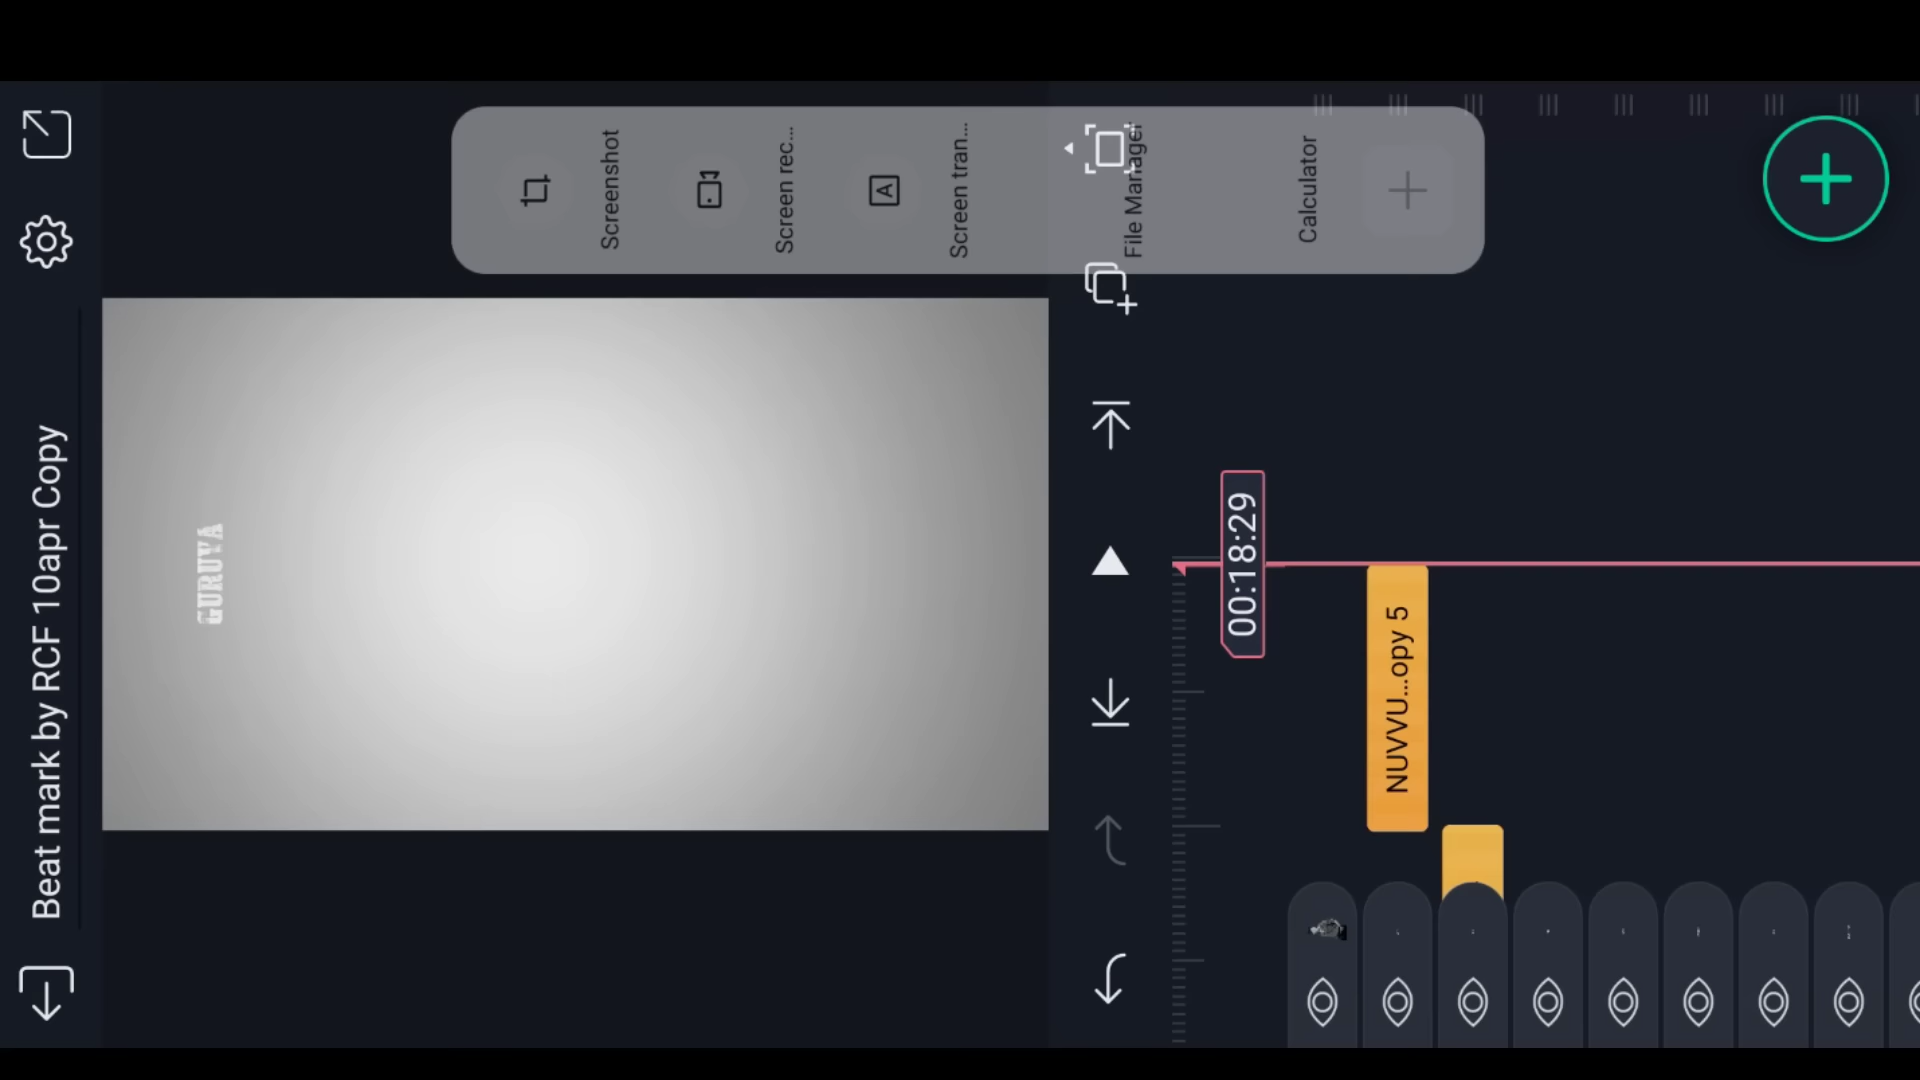 Beat mark by RCF 10apr Copy
GURUVA
Screenshot
Screen rec...
Screen tran...
File Manager
Calculator
00:18:29
NUVVU...opy 5